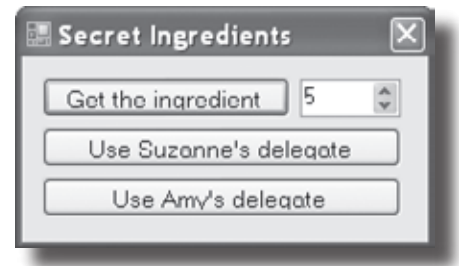 Secret Ingredients
Get the ingredient 5
Use Suzanne's delegate
Use Amy's delegate